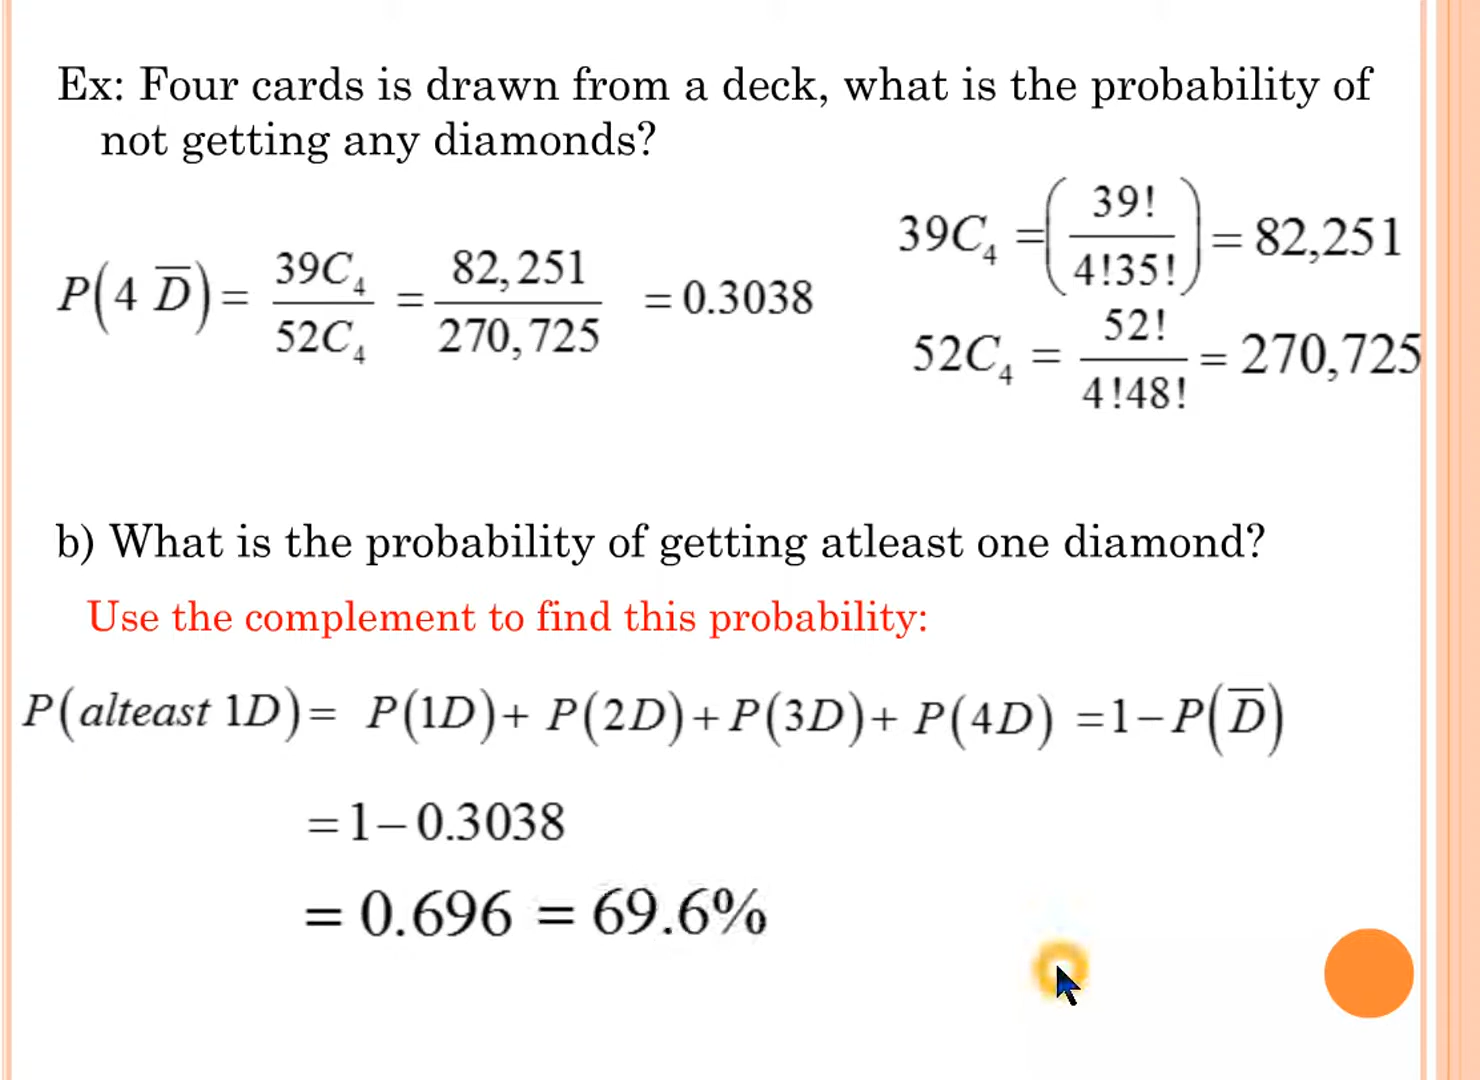 Ex: Four cards is drawn from a deck, what is the probability of
not getting any diamonds?
39C₄ = (39! / 4!35!) = 82,251
P(4 D̅) = 39C₄ / 52C₄ = 82,251 / 270,725 = 0.3038
52C₄ = 52! / 4!48! = 270,725
b) What is the probability of getting atleast one diamond?
Use the complement to find this probability:
P(alteast 1D) = P(1D) + P(2D) + P(3D) + P(4D) = 1 – P(D̅)
= 1 – 0.3038
= 0.696 = 69.6%